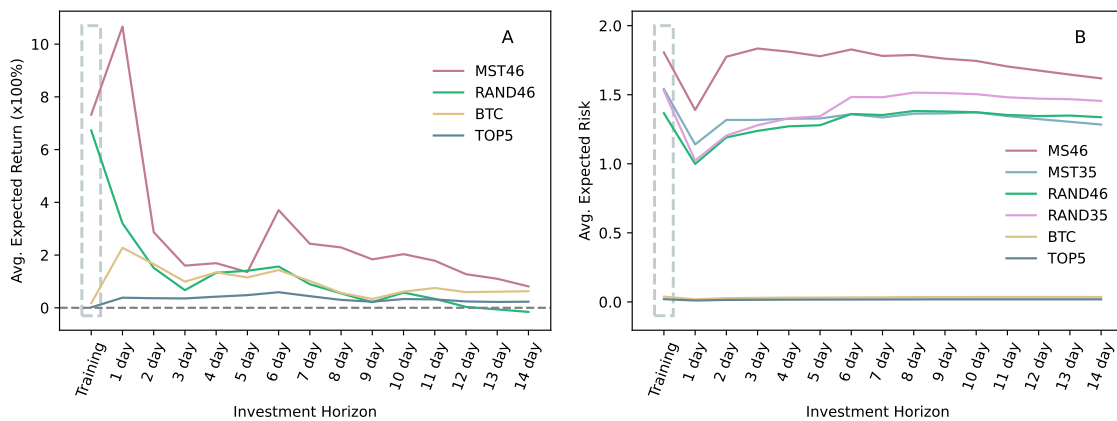 A
Avg. Expected Return (x100%)
10
8
6
4
2
0
MST46
RAND46
BTC
TOP5
Training
1 day
2 day
3 day
4 day
5 day
6 day
7 day
8 day
9 day
10 day
11 day
12 day
13 day
14 day
Investment Horizon
B
Avg. Expected Risk
2.0
1.5
1.0
0.5
0.0
MS46
MST35
RAND46
RAND35
BTC
TOP5
Training
1 day
2 day
3 day
4 day
5 day
6 day
7 day
8 day
9 day
10 day
11 day
12 day
13 day
14 day
Investment Horizon